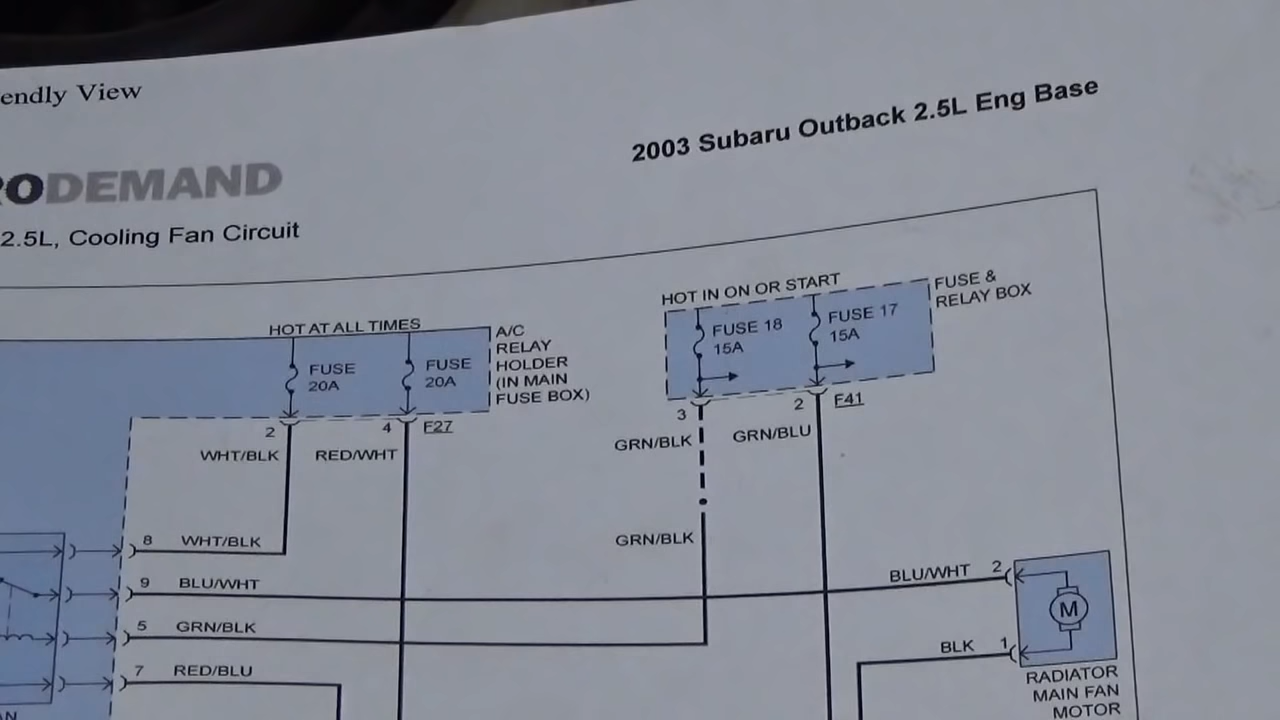 endly View
2003 Subaru Outback 2.5L Eng Base
RODEMAND
2.5L, Cooling Fan Circuit
HOT AT ALL TIMES
FUSE
20A
FUSE
20A
A/C
RELAY
HOLDER
(IN MAIN
FUSE BOX)
HOT IN ON OR START
FUSE 18
15A
FUSE 17
15A
FUSE &
RELAY BOX
2
4
F27
WHT/BLK
RED/WHT
3
2
F41
GRN/BLK
GRN/BLU
8 WHT/BLK
GRN/BLK
9 BLU/WHT
BLU/WHT 2
5 GRN/BLK
M
BLK 1
7 RED/BLU
RADIATOR
MAIN FAN
MOTOR
AN